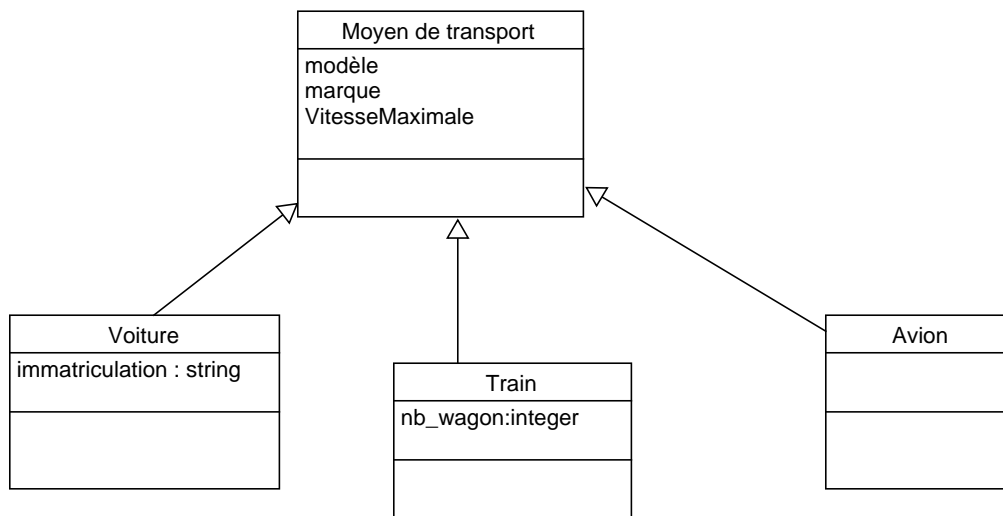 Moyen de transport
modèle
marque
VitesseMaximale
Voiture
immatriculation : string
Train
nb_wagon:integer
Avion